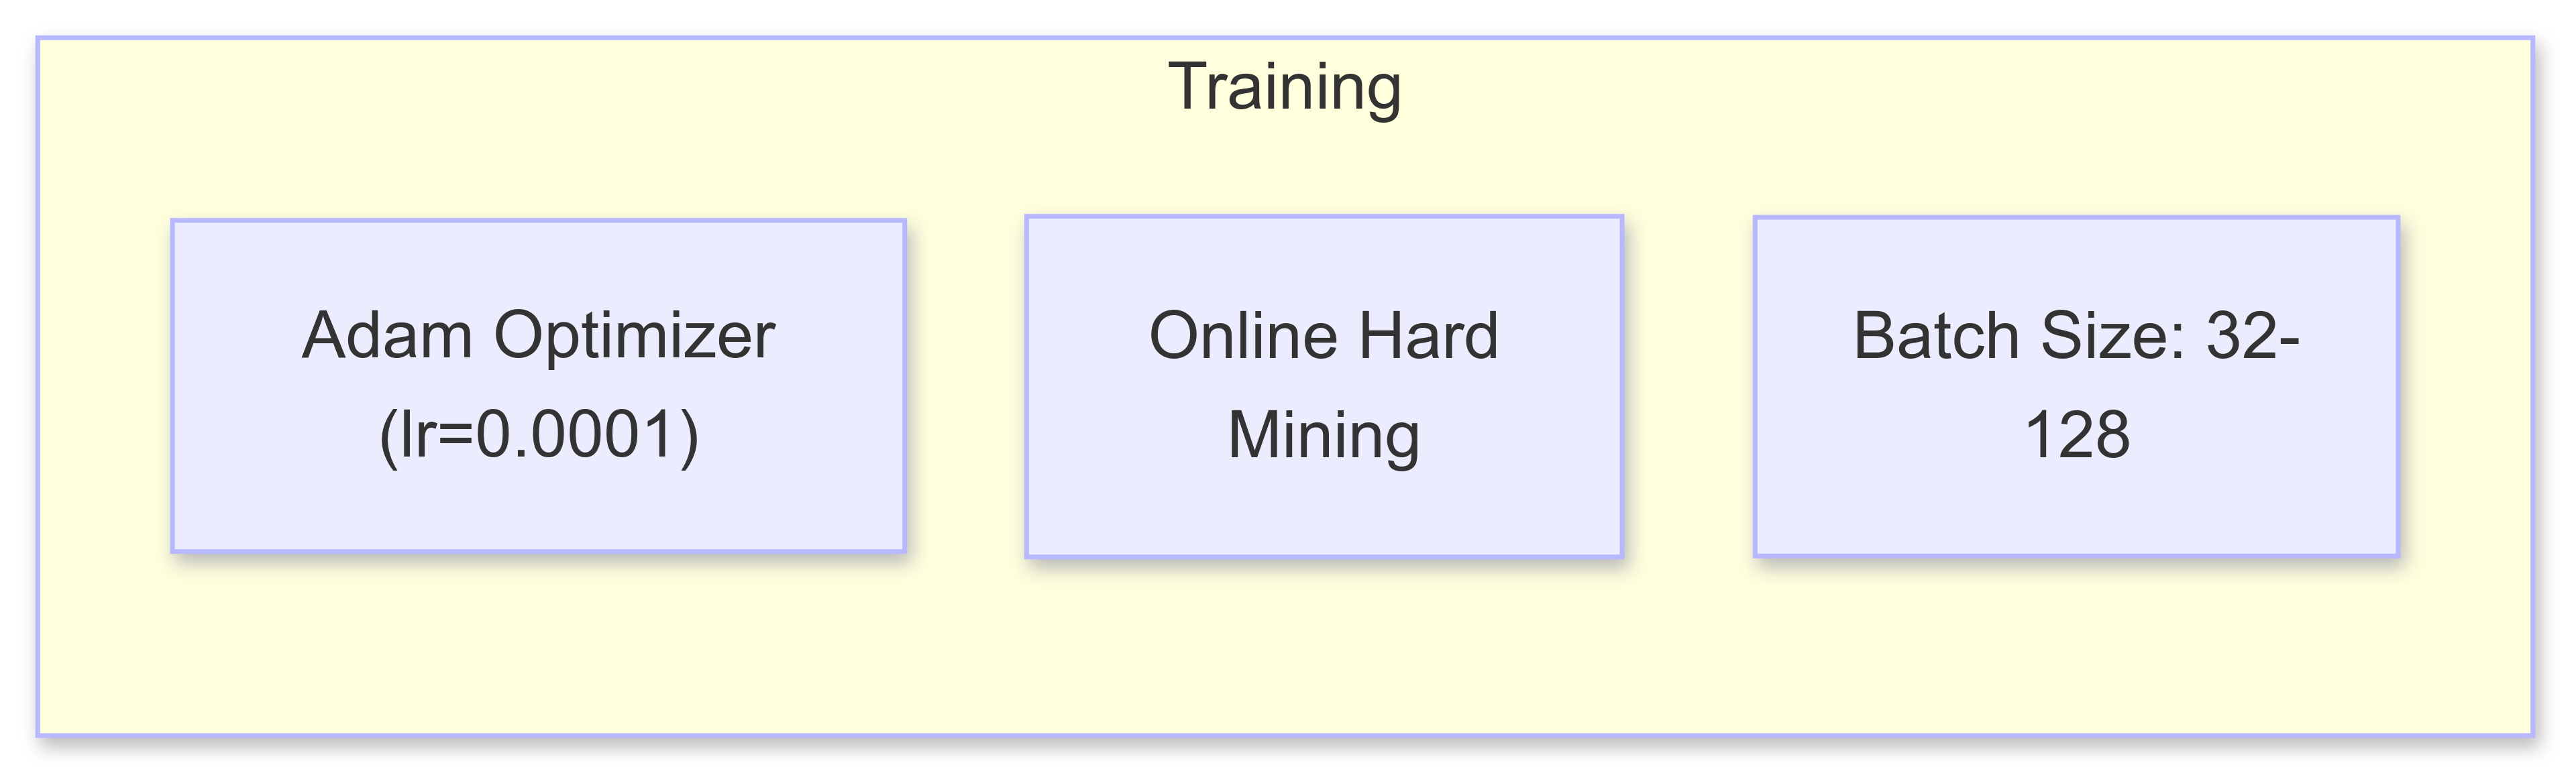 Training
Adam Optimizer
(lr=0.0001)
Online Hard
Mining
Batch Size: 32-
128